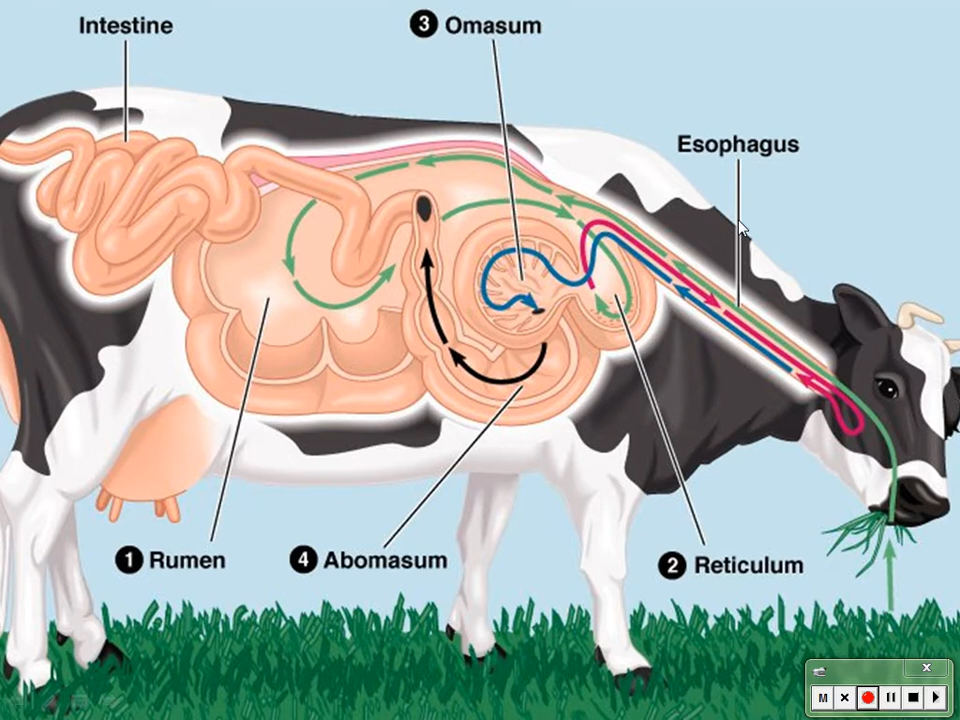 Intestine
3 Omasum
Esophagus
1 Rumen
4 Abomasum
2 Reticulum
M